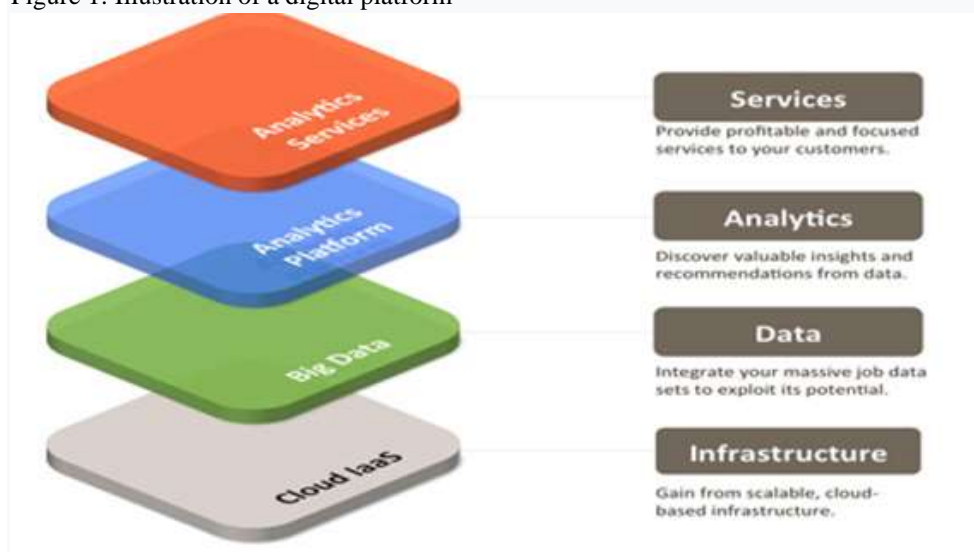 Figure 1: Illustration of a digital platform
Analytics
Services
Services
Provide profitable and focused
services to your customers.
Analytics
Platform
Analytics
Discover valuable insights and
recommendations from data.
Big Data
Data
Integrate your massive job data
sets to exploit its potential.
Cloud IaaS
Infrastructure
Gain from scalable, cloud-
based infrastructure.